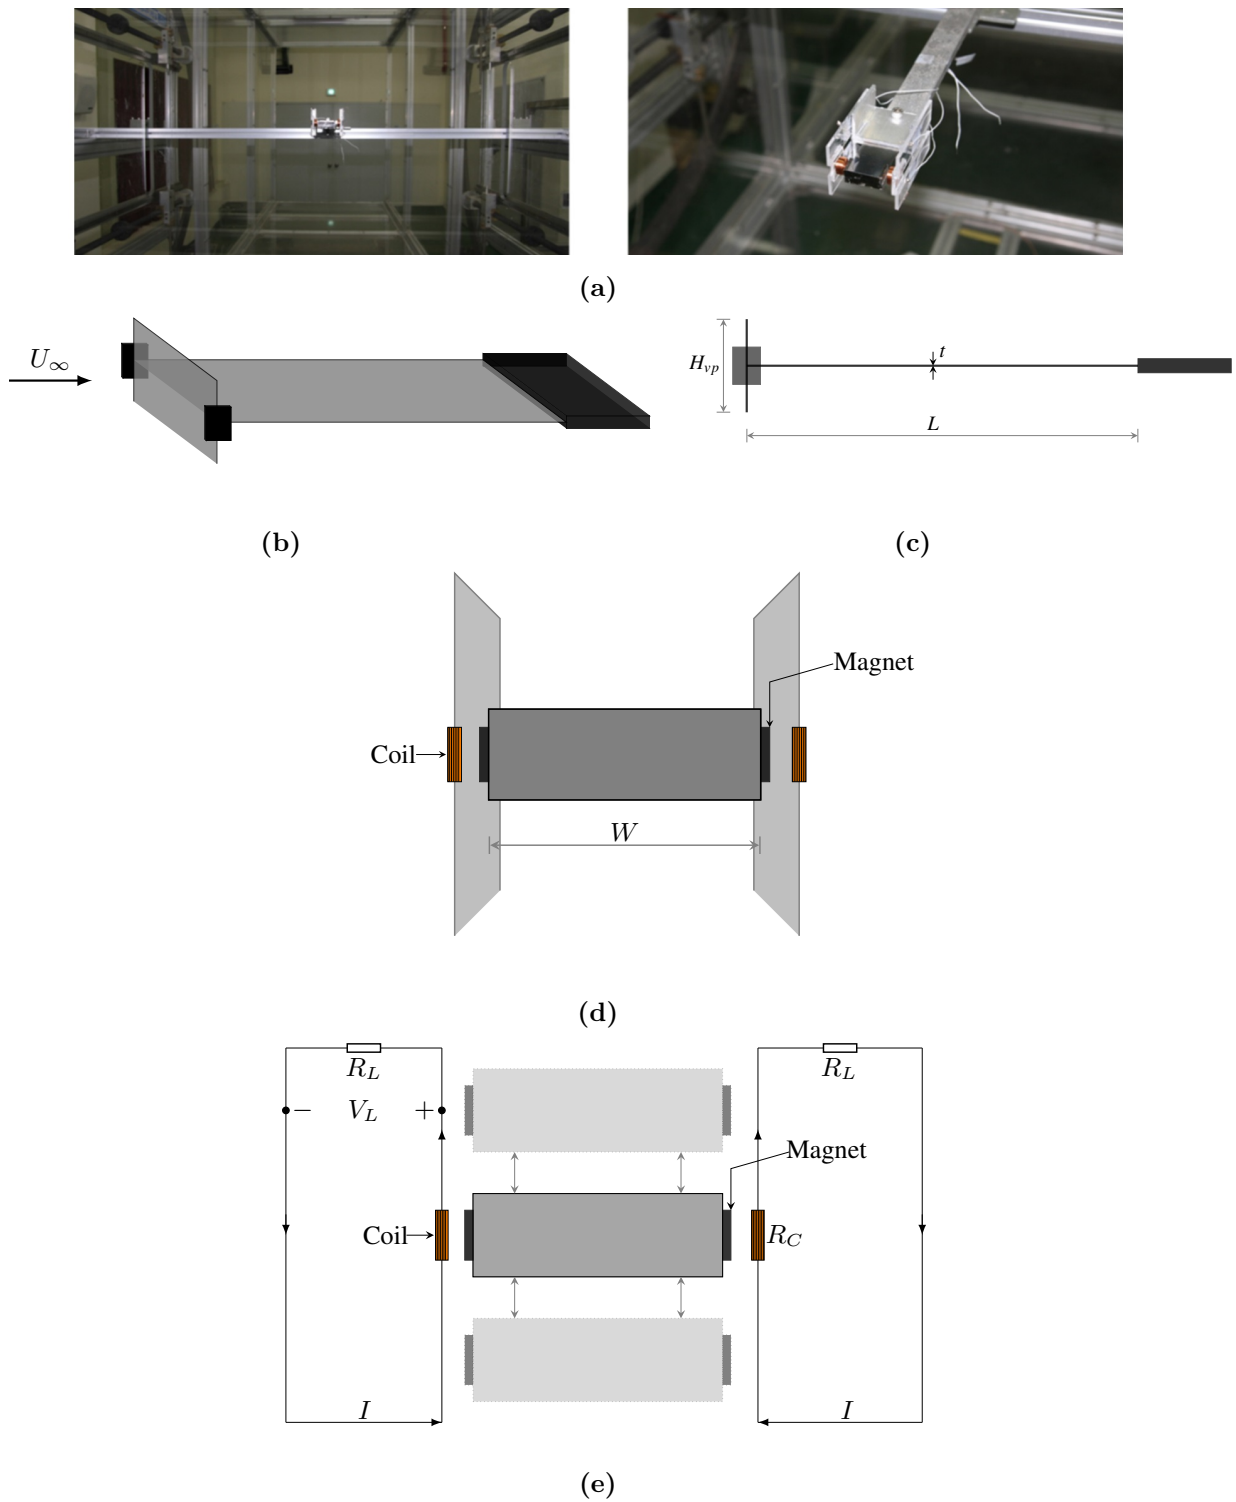 (a)
U∞
H_vp
t
L
(b)
(c)
Magnet
Coil
W
(d)
R_L
R_L
− V_L +
Magnet
Coil
R_C
I
I
(e)